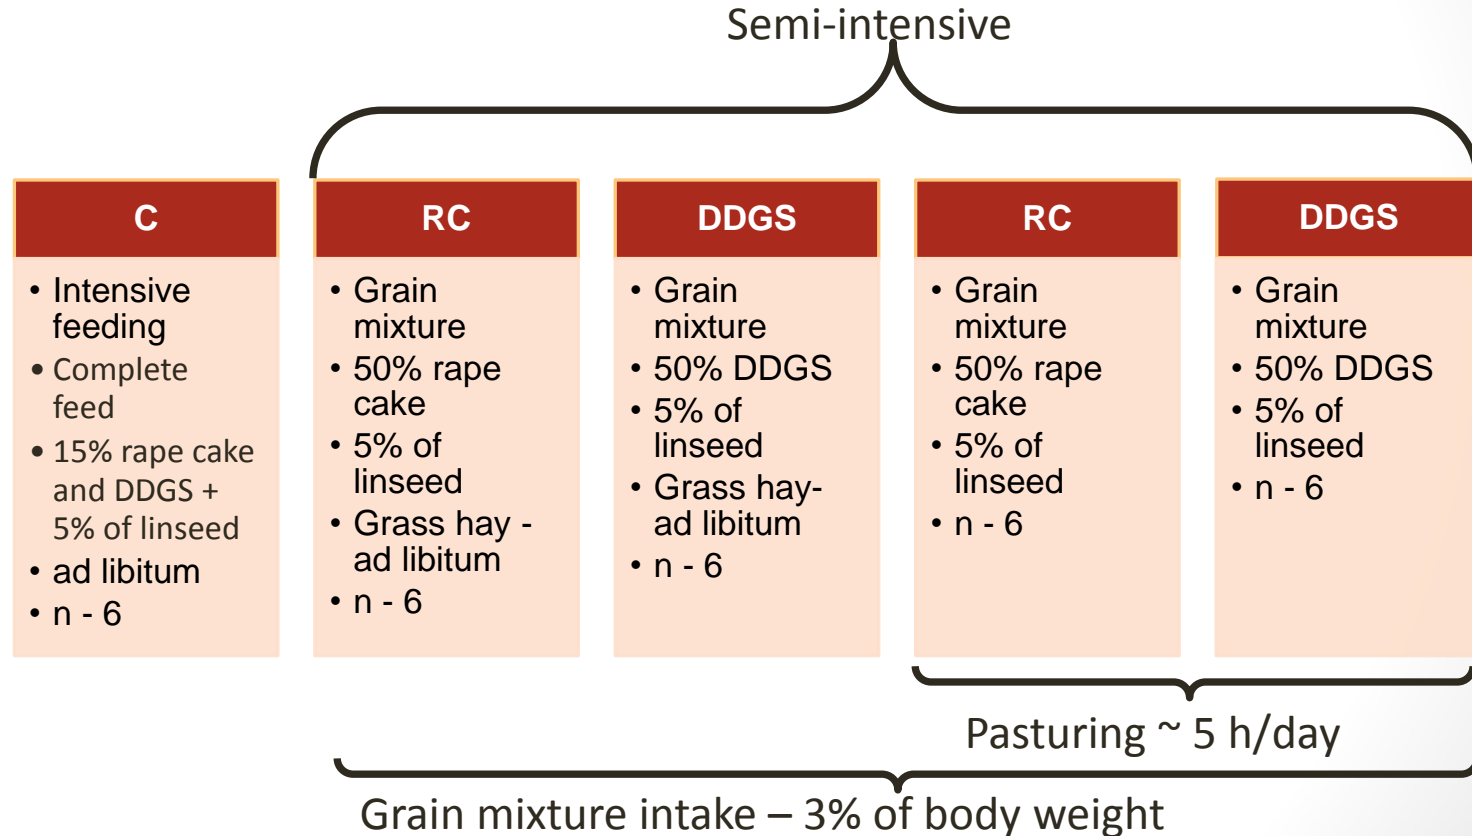 Semi-intensive
C
• Intensive
feeding
• Complete
feed
• 15% rape cake
and DDGS +
5% of linseed
• ad libitum
• n - 6
RC
• Grain
mixture
• 50% rape
cake
• 5% of
linseed
• Grass hay -
ad libitum
• n - 6
DDGS
• Grain
mixture
• 50% DDGS
• 5% of
linseed
• Grass hay-
ad libitum
• n - 6
RC
• Grain
mixture
• 50% rape
cake
• 5% of
linseed
• n - 6
DDGS
• Grain
mixture
• 50% DDGS
• 5% of
linseed
• n - 6
Pasturing ~ 5 h/day
Grain mixture intake – 3% of body weight